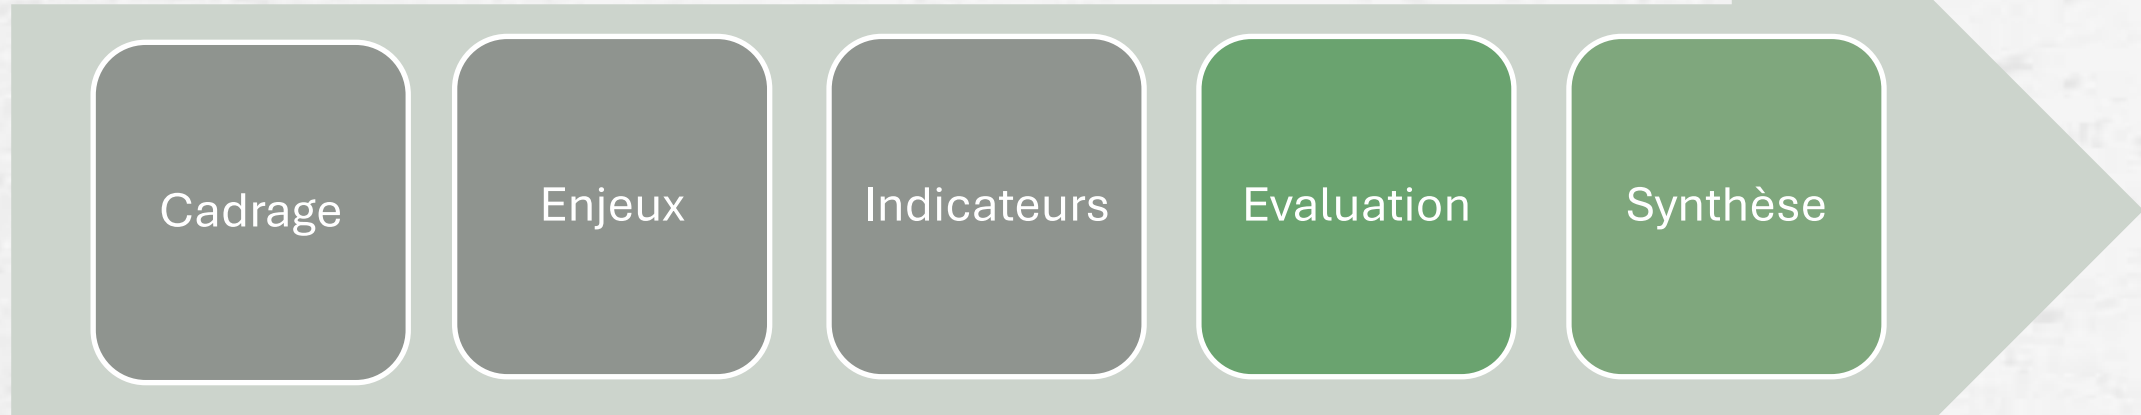 Cadrage
Enjeux
Indicateurs
Evaluation
Synthèse